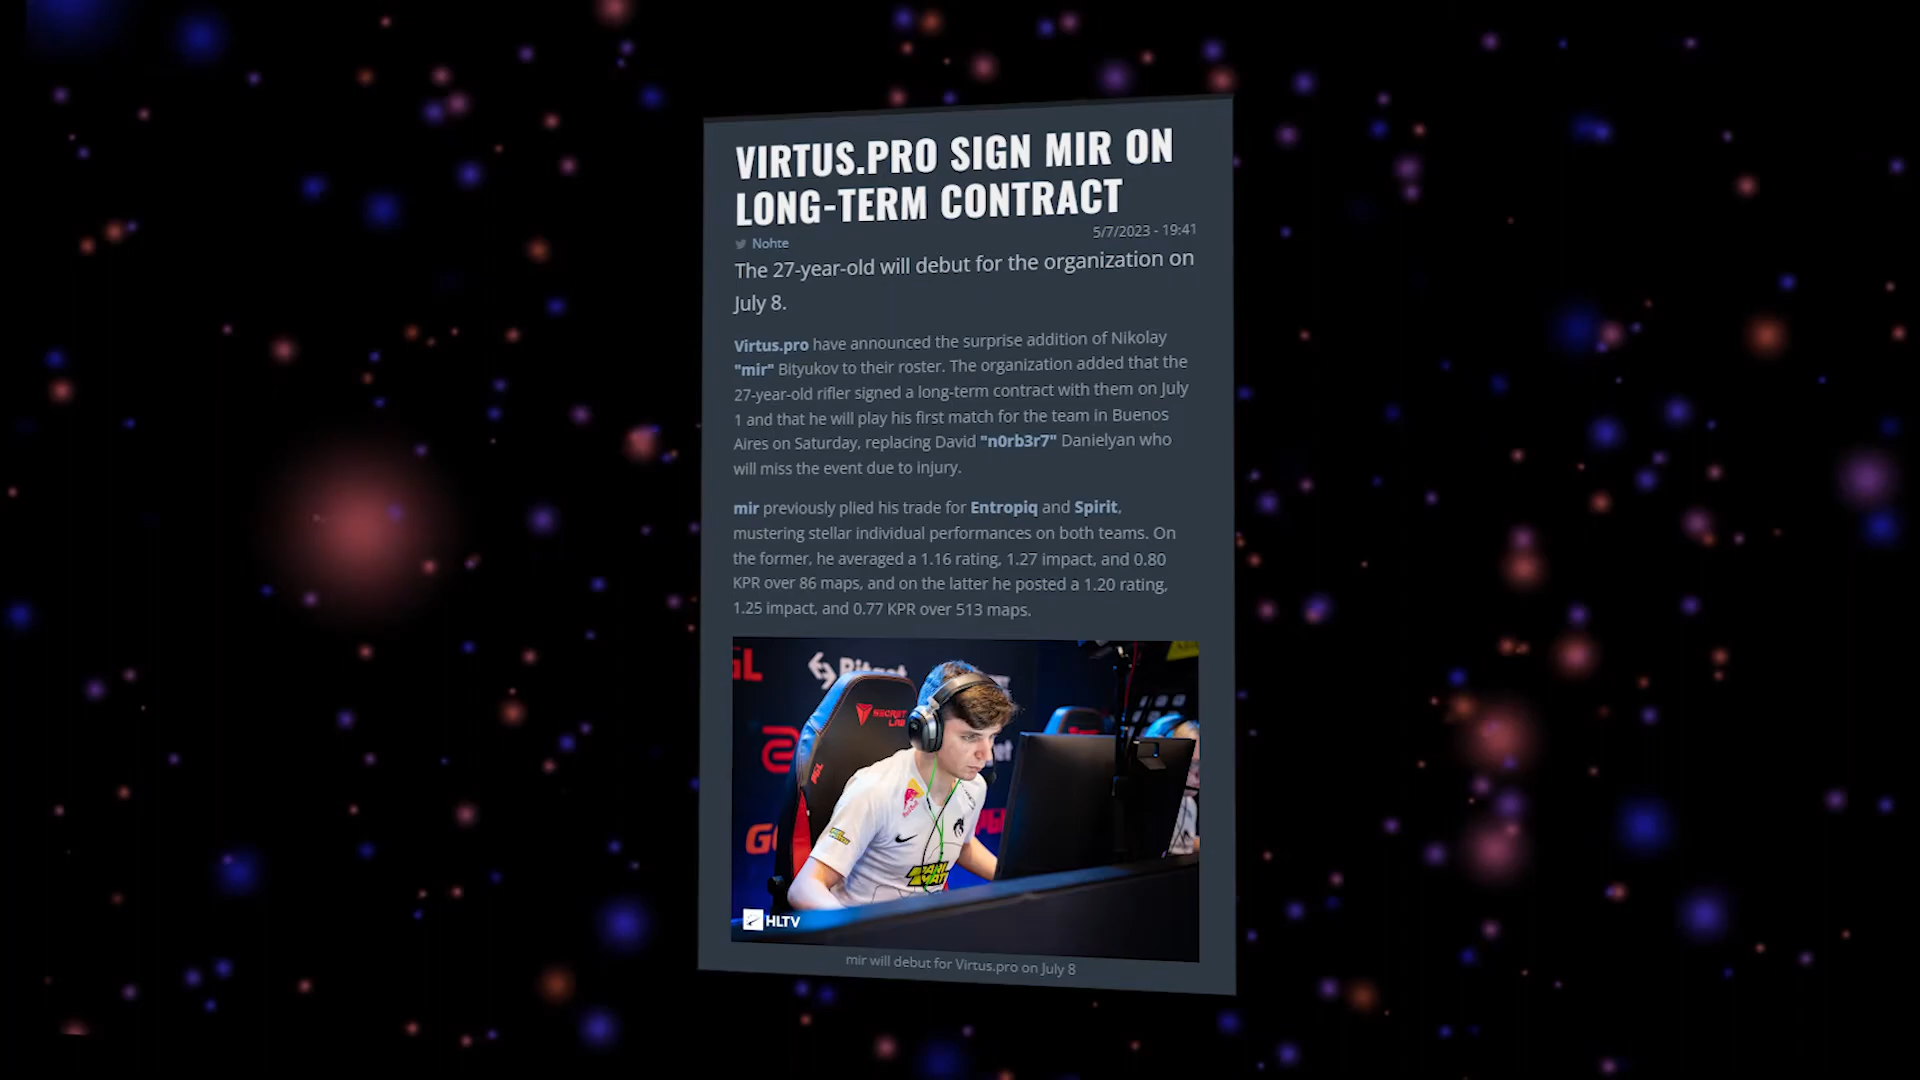 VIRTUS.PRO SIGN MIR ON
LONG-TERM CONTRACT
Nohte
5/7/2023 - 19:41
The 27-year-old will debut for the organization on
July 8.
Virtus.pro have announced the surprise addition of Nikolay
"mir" Bityukov to their roster. The organization added that the
27-year-old rifler signed a long-term contract with them on July
1 and that he will play his first match for the team in Buenos
Aires on Saturday, replacing David "n0rb3r7" Danielyan who
will miss the event due to injury.
mir previously plied his trade for Entropiq and Spirit,
mustering stellar individual performances on both teams. On
the former, he averaged a 1.16 rating, 1.27 impact, and 0.80
KPR over 86 maps, and on the latter he posted a 1.20 rating,
1.25 impact, and 0.77 KPR over 513 maps.
Bitget
SECRET
LAB
PGL
HLTV
mir will debut for Virtus.pro on July 8